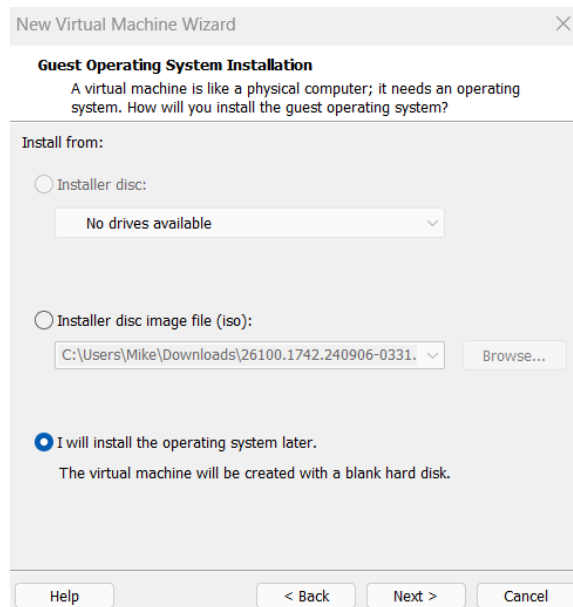 New Virtual Machine Wizard
Guest Operating System Installation
A virtual machine is like a physical computer; it needs an operating
system. How will you install the guest operating system?
Install from:
Installer disc:
No drives available
Installer disc image file (iso):
C:\Users\Mike\Downloads\26100.1742.240906-0331.
Browse...
I will install the operating system later.
The virtual machine will be created with a blank hard disk.
Help
< Back
Next >
Cancel